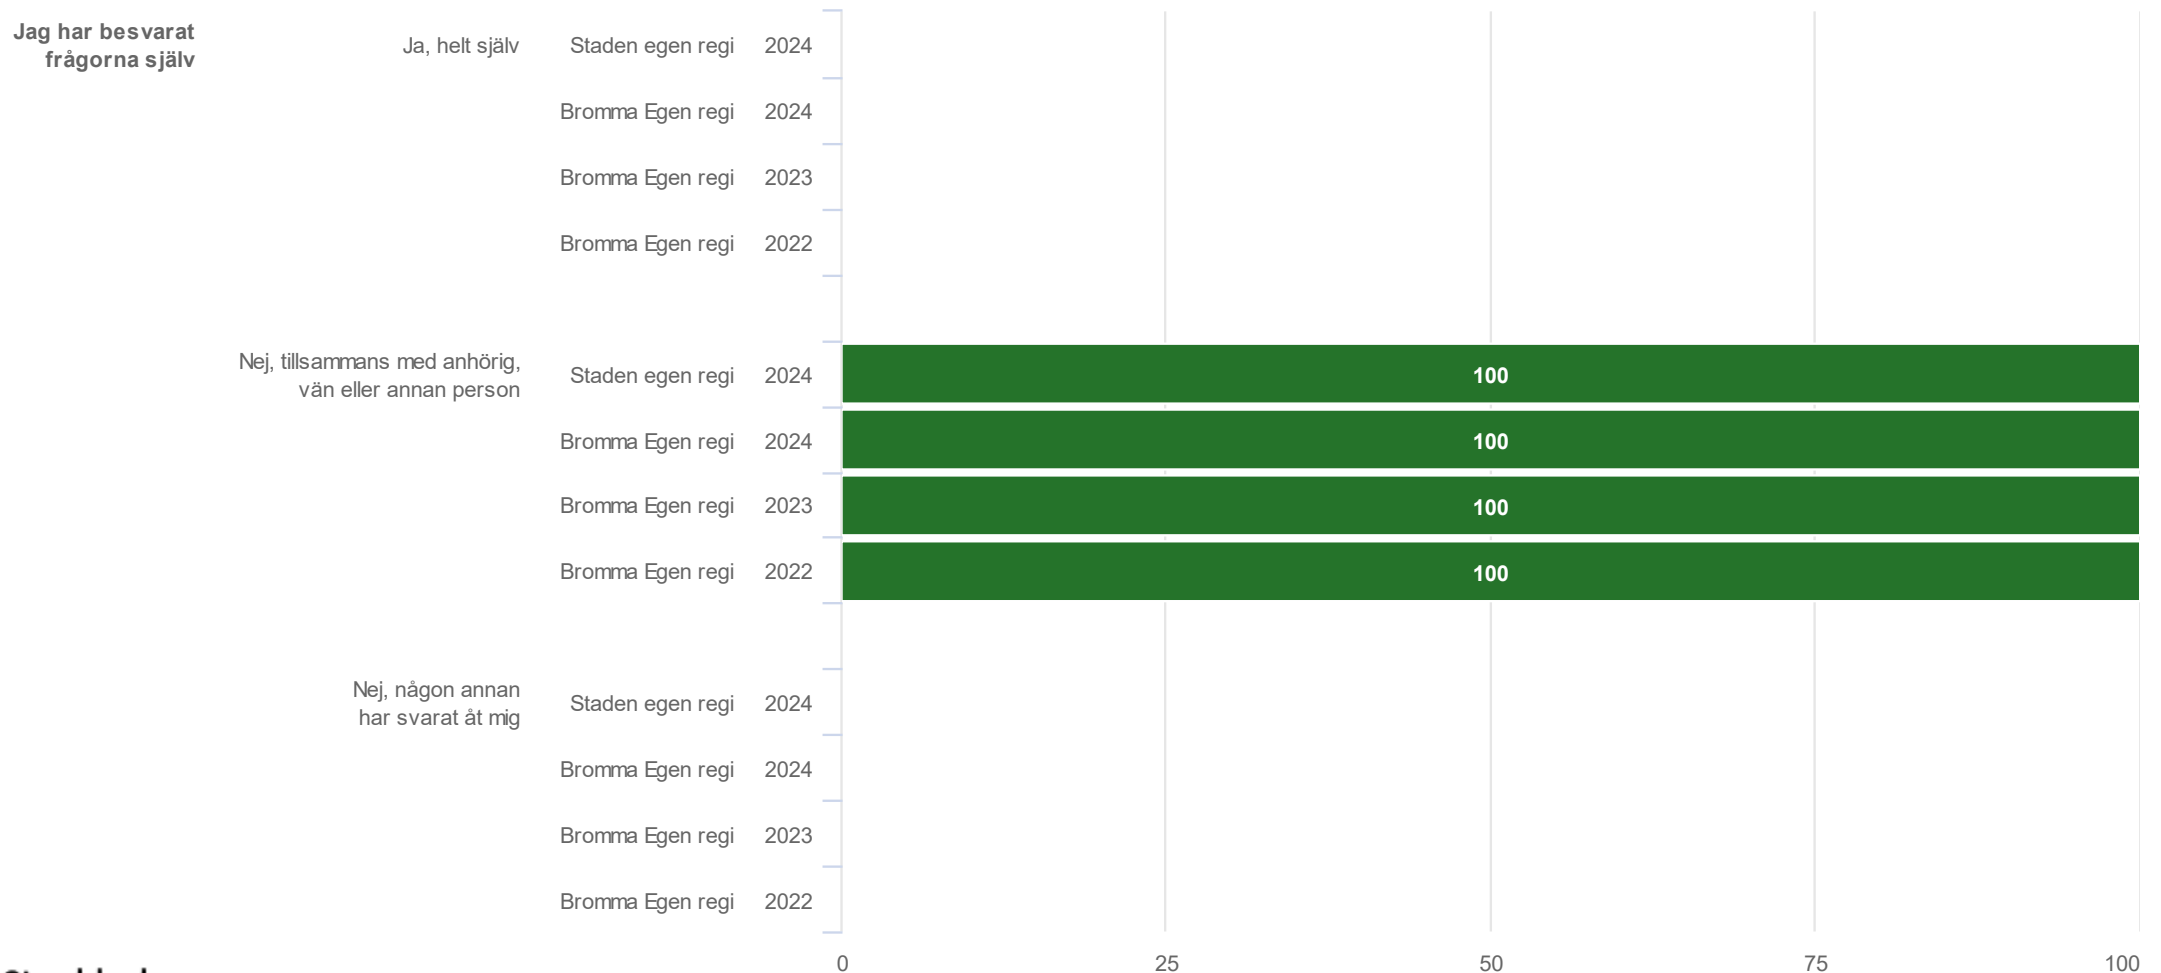 Jag har besvarat
frågorna själv
Ja, helt själv Staden egen regi 2024
Bromma Egen regi 2024
Bromma Egen regi 2023
Bromma Egen regi 2022
Nej, tillsammans med anhörig,
vän eller annan person
Staden egen regi 2024 100
Bromma Egen regi 2024 100
Bromma Egen regi 2023 100
Bromma Egen regi 2022 100
Nej, någon annan
har svarat åt mig
Staden egen regi 2024
Bromma Egen regi 2024
Bromma Egen regi 2023
Bromma Egen regi 2022
0 25 50 75 100